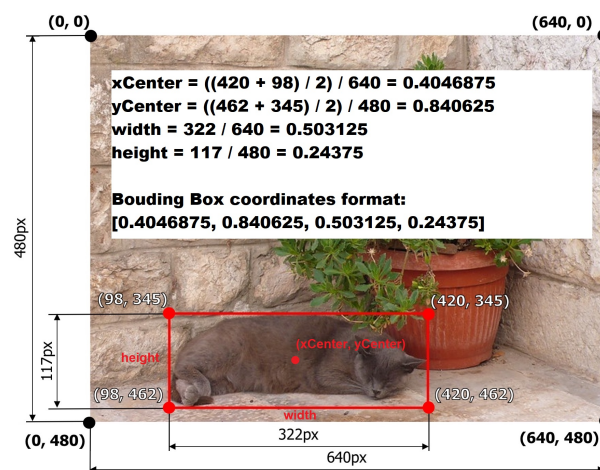 (0, 0)
(640, 0)
xCenter = ((420 + 98) / 2) / 640 = 0.4046875
yCenter = ((462 + 345) / 2) / 480 = 0.840625
width = 322 / 640 = 0.503125
height = 117 / 480 = 0.24375
Bouding Box coordinates format:
[0.4046875, 0.840625, 0.503125, 0.24375]
480px
(98, 345)
(420, 345)
117px
height
(xCenter, yCenter)
(98, 462)
(420, 462)
width
(0, 480)
322px
(640, 480)
640px